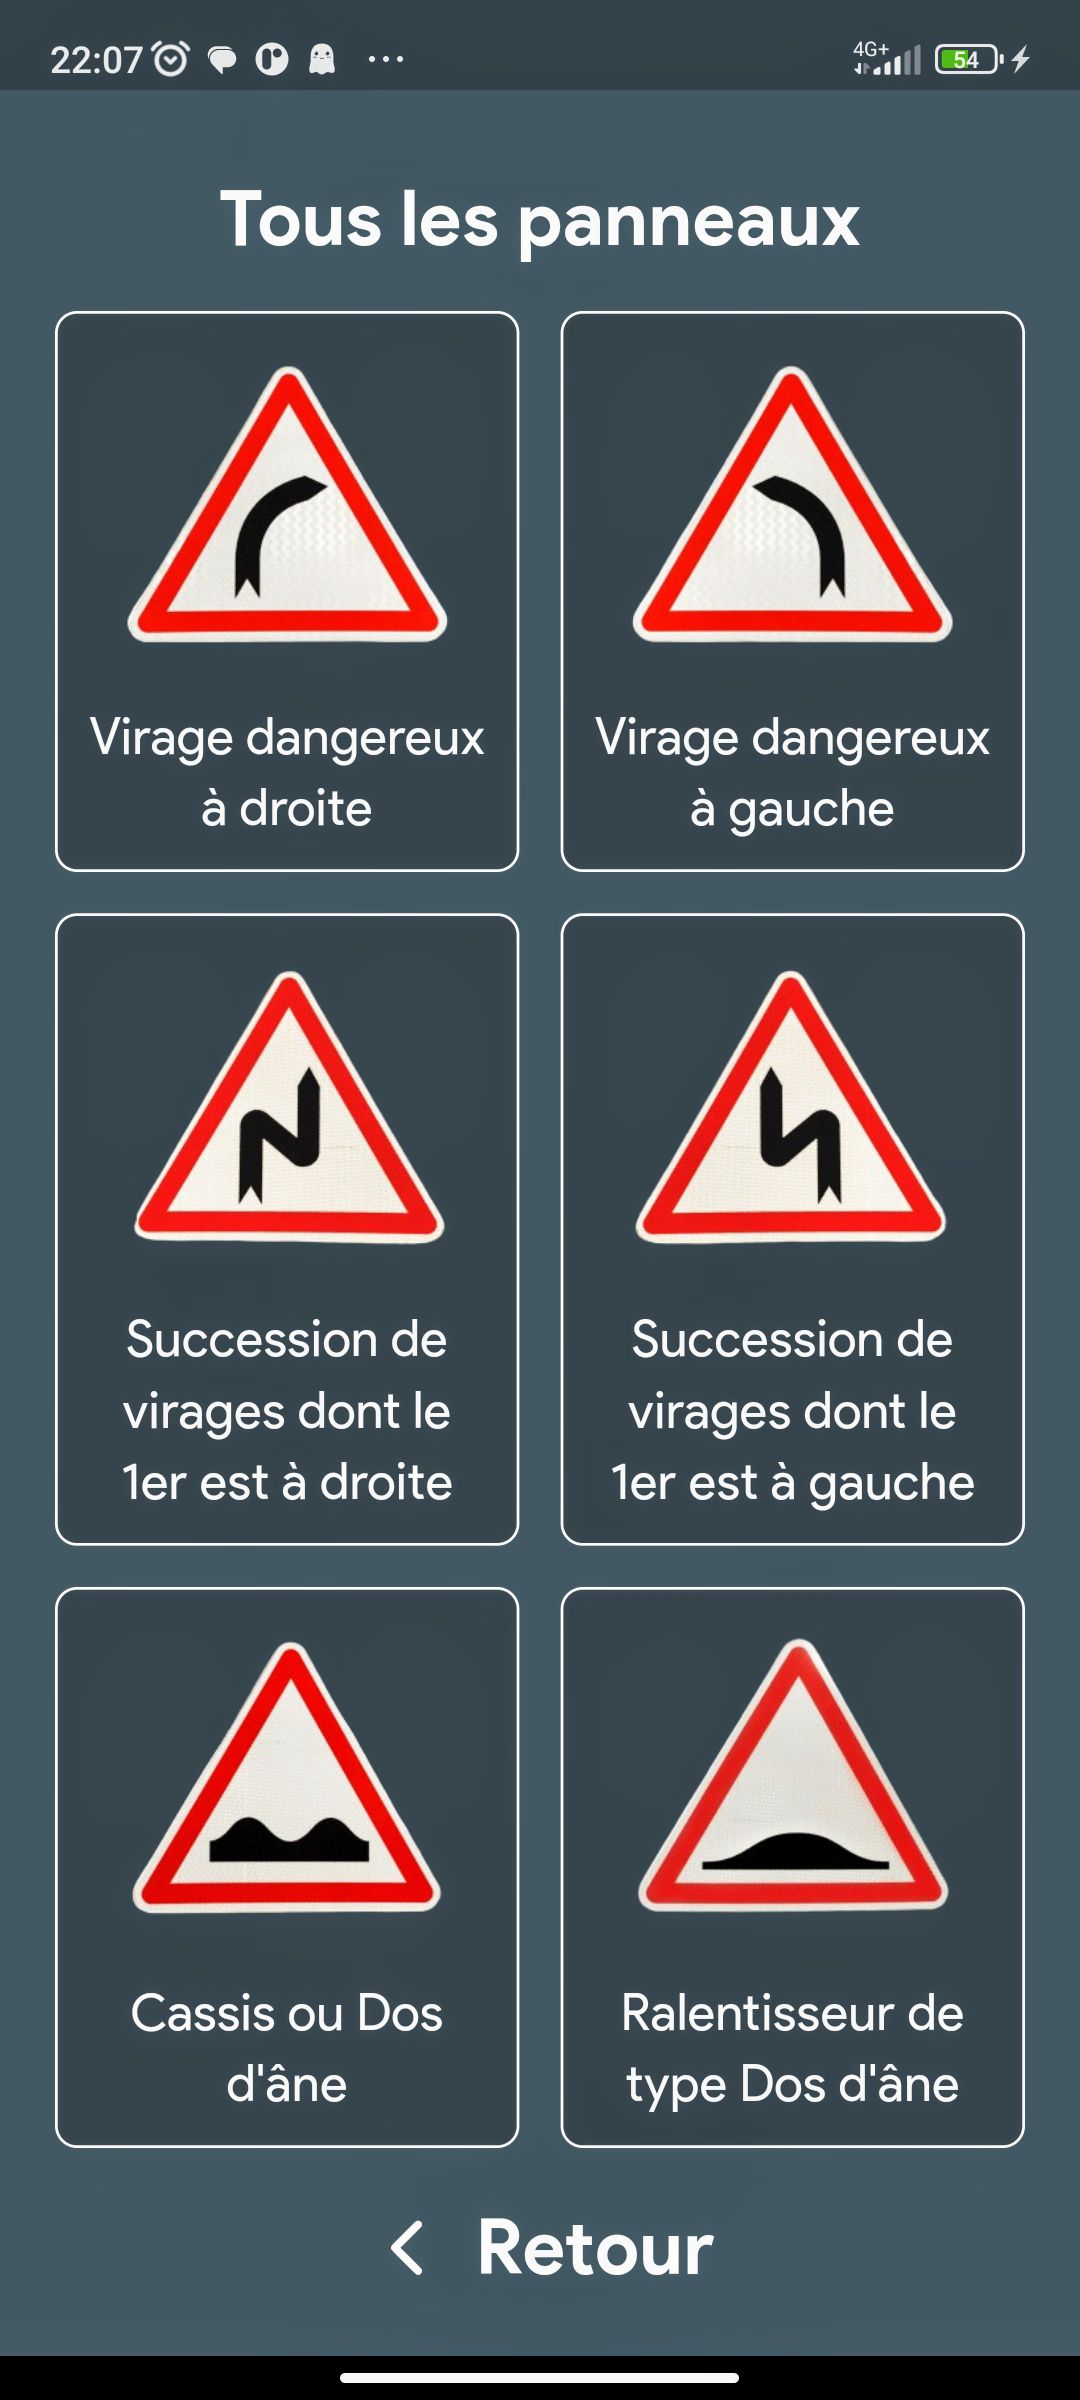 22:07
4G+
54
Tous les panneaux
Virage dangereux
à droite
Virage dangereux
à gauche
Succession de
virages dont le
1er est à droite
Succession de
virages dont le
1er est à gauche
Cassis ou Dos
d'âne
Ralentisseur de
type Dos d'âne
Retour